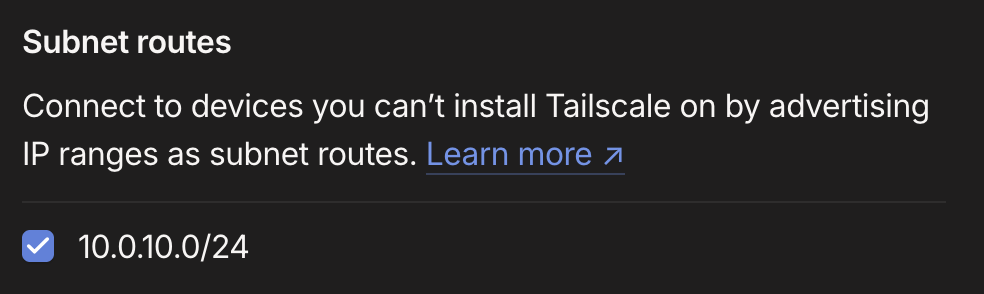 Subnet routes
Connect to devices you can’t install Tailscale on by advertising
IP ranges as subnet routes. Learn more ↗
10.0.10.0/24